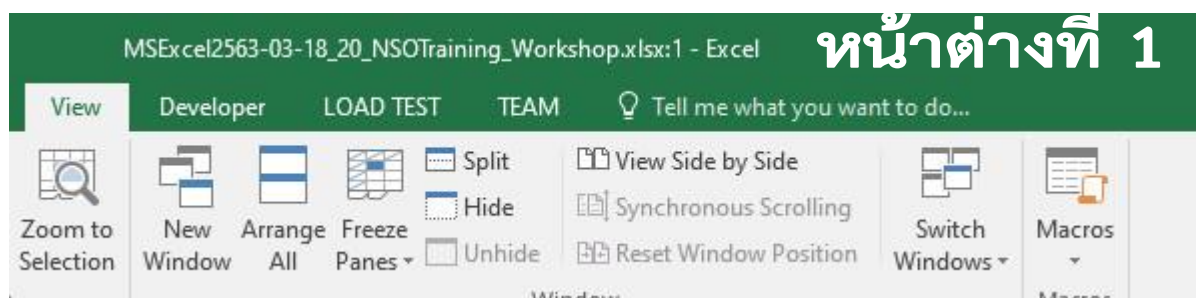 MSExcel2563-03-18_20_NSOTraining_Workshop.xlsx:1 - Excel
หน้าต่างที่ 1
View Developer LOAD TEST TEAM Tell me what you want to do...
Zoom to Selection
New Window
Arrange All
Freeze Panes
Split
Hide
Unhide
View Side by Side
Synchronous Scrolling
Reset Window Position
Switch Windows
Macros
Window
Macros